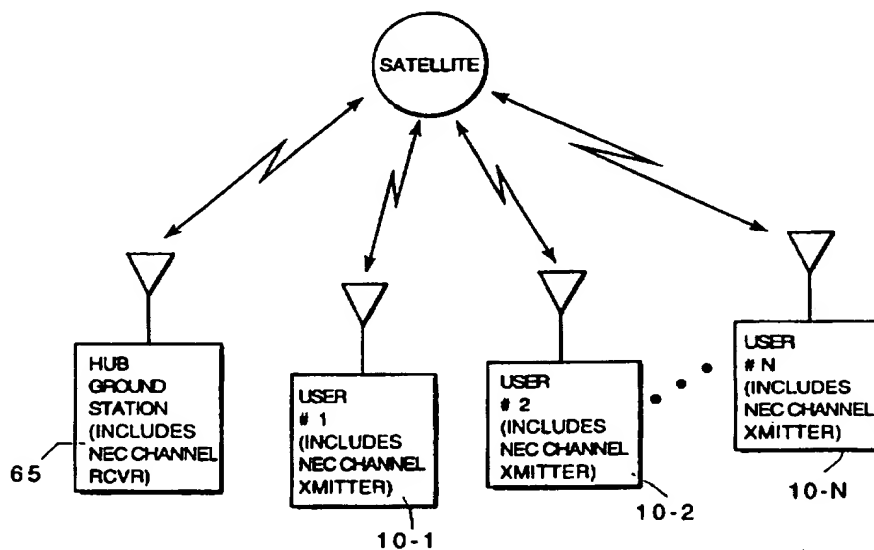 SATELLITE
HUB
GROUND
STATION
(INCLUDES
NEC CHANNEL
RCVR)
65
USER
# 1
(INCLUDES
NEC CHANNEL
XMITTER)
10-1
USER
# 2
(INCLUDES
NEC CHANNEL
XMITTER)
10-2
USER
# N
(INCLUDES
NEC CHANNEL
XMITTER)
10-N